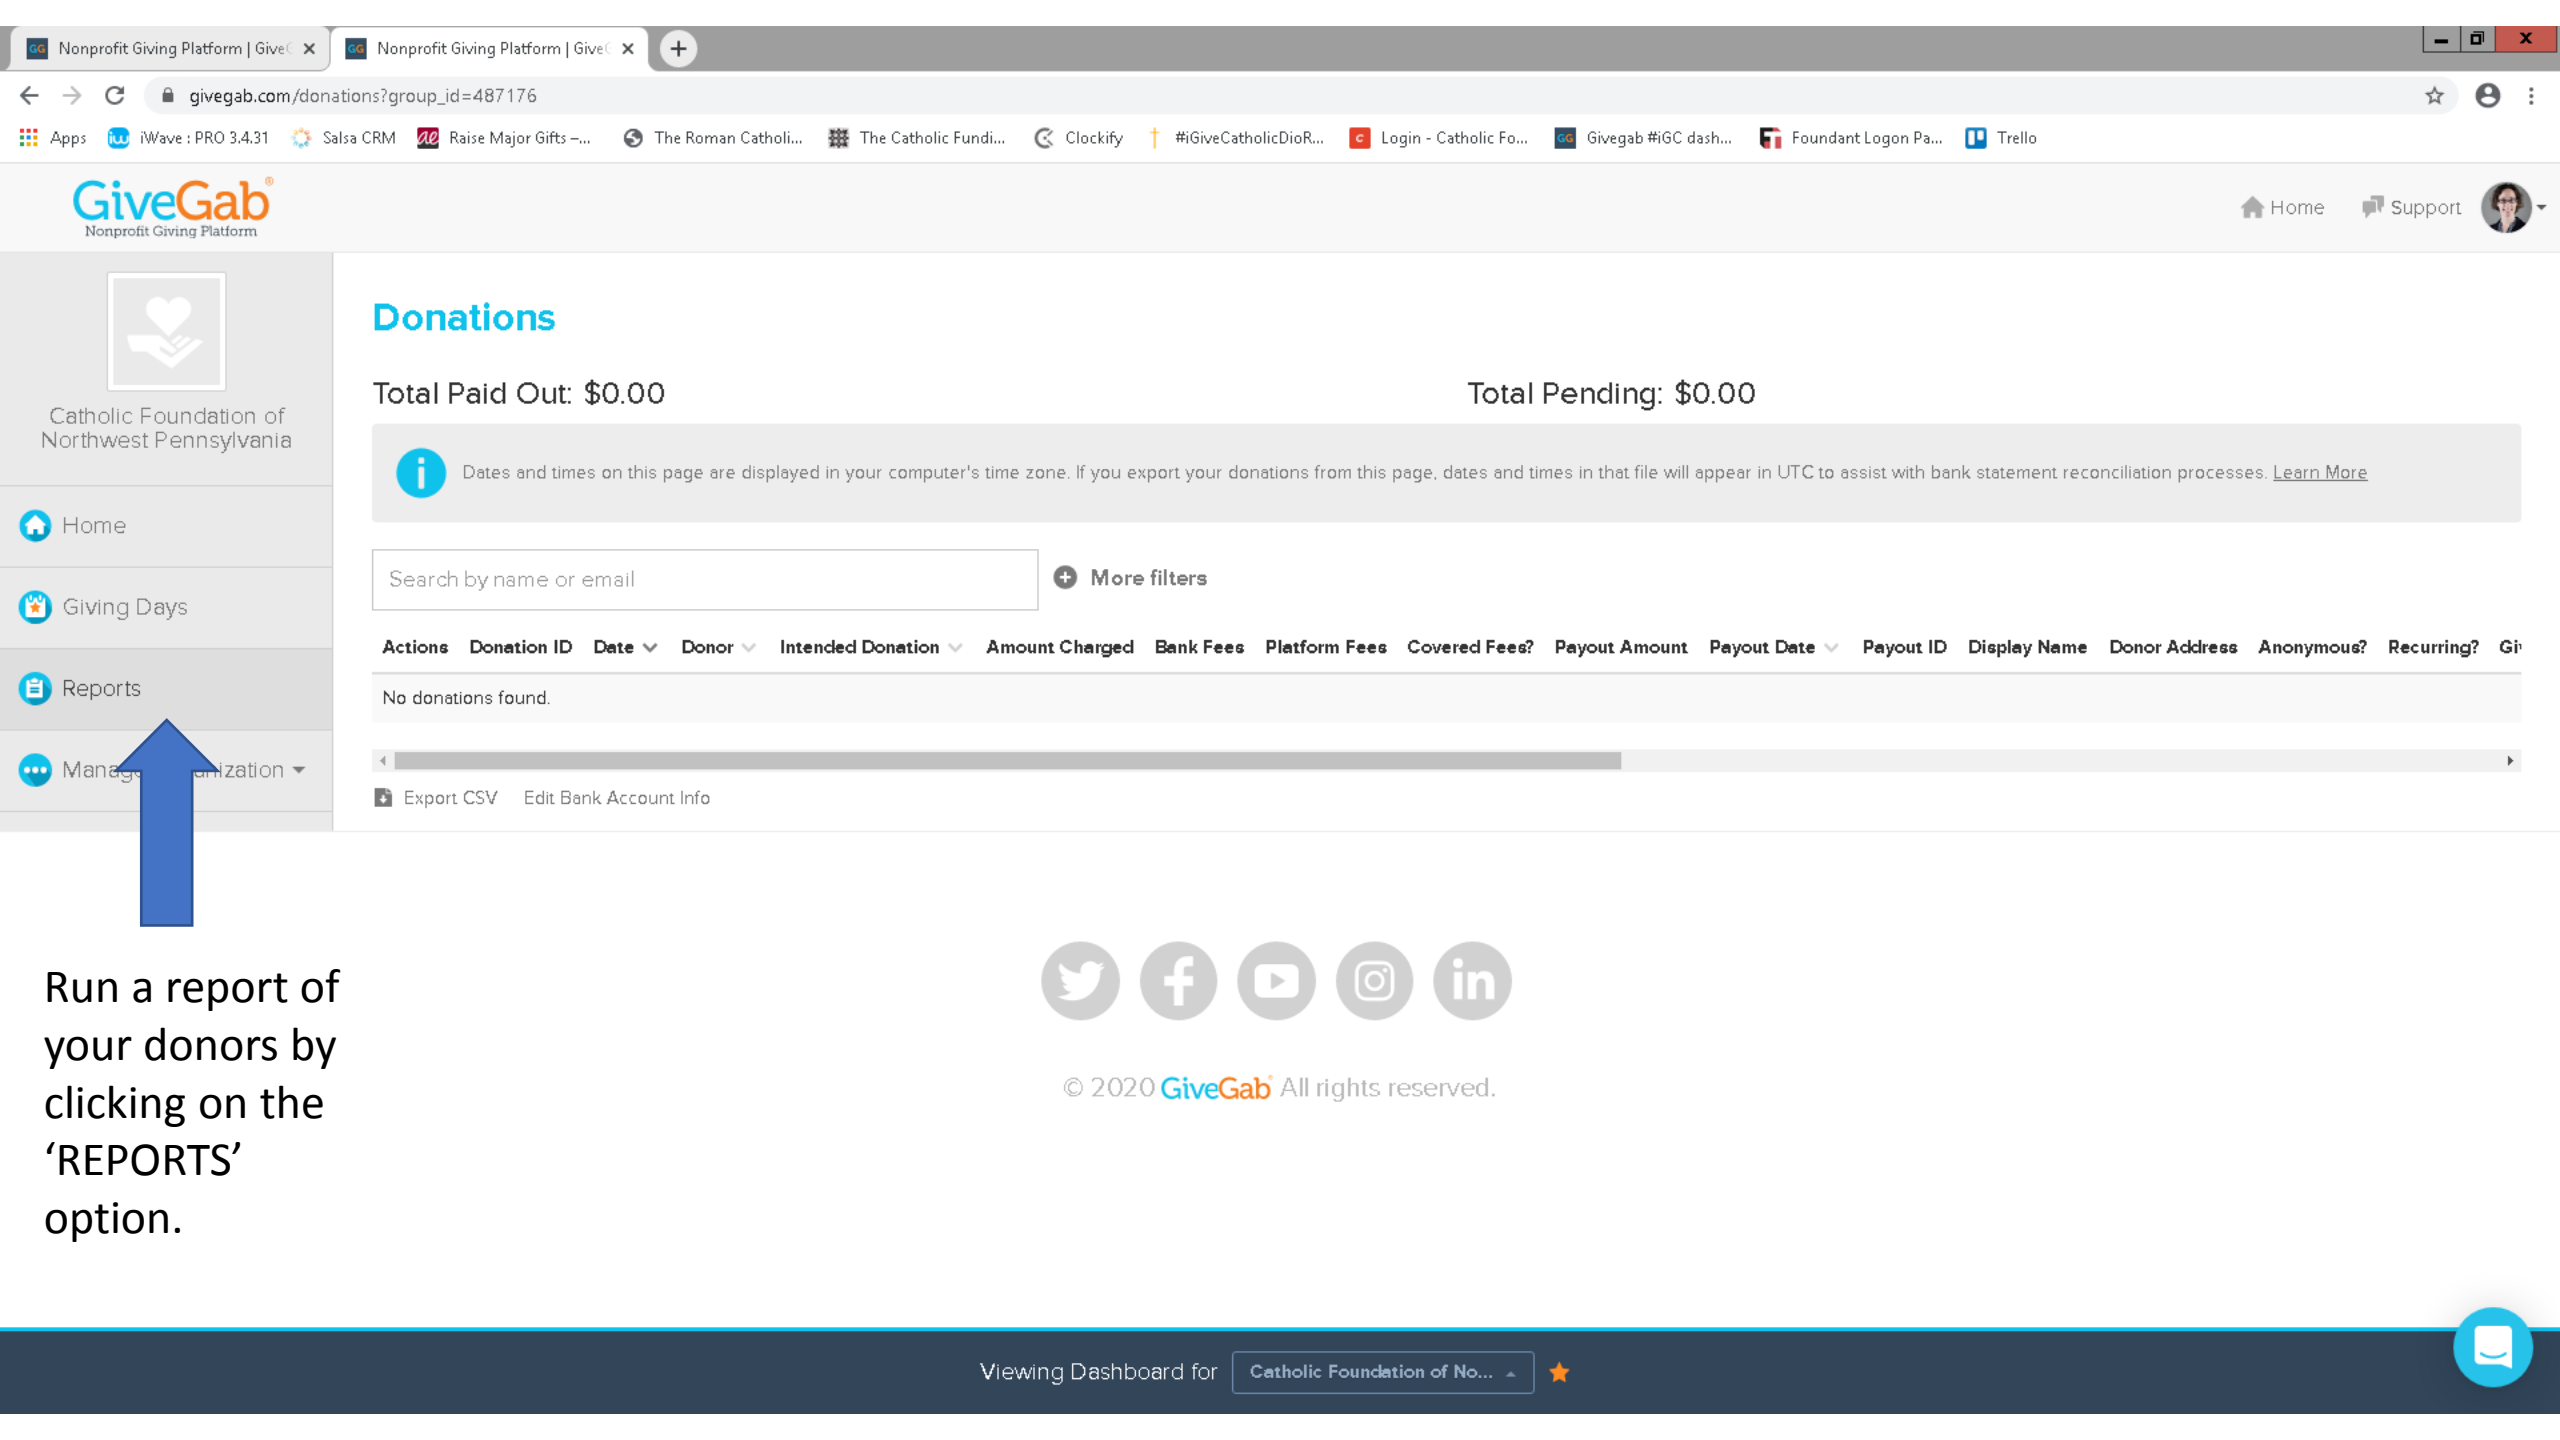 Nonprofit Giving Platform | Give
Nonprofit Giving Platform | Give
givegab.com/donations?group_id=487176
Apps iWave : PRO 3.4.31 Salsa CRM Raise Major Gifts –... The Roman Catholi... The Catholic Fundi... Clockify #iGiveCatholicDioR... Login - Catholic Fo... Givegab #iGC dash... Foundant Logon Pa... Trello
GiveGab®
Nonprofit Giving Platform
Home Support
Catholic Foundation of
Northwest Pennsylvania
Home
Giving Days
Reports
Manag nization
Donations
Total Paid Out: $0.00 Total Pending: $0.00
Dates and times on this page are displayed in your computer's time zone. If you export your donations from this page, dates and times in that file will appear in UTC to assist with bank statement reconciliation processes. Learn More
Search by name or email More filters
Actions Donation ID Date Donor Intended Donation Amount Charged Bank Fees Platform Fees Covered Fees? Payout Amount Payout Date Payout ID Display Name Donor Address Anonymous? Recurring? Gi
No donations found.
Export CSV Edit Bank Account Info
Run a report of
your donors by
clicking on the
‘REPORTS’
option.
© 2020 GiveGab® All rights reserved.
Viewing Dashboard for Catholic Foundation of No...